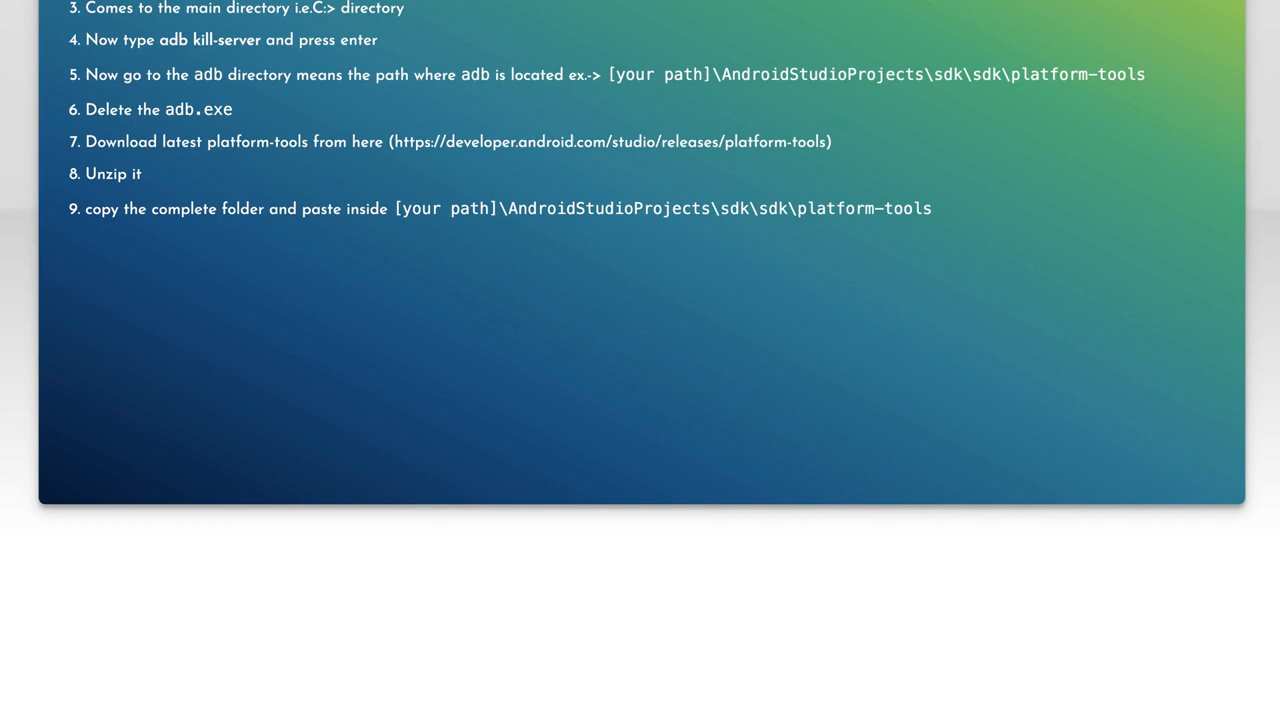 3. Comes to the main directory i.e.C:> directory
4. Now type adb kill-server and press enter
5. Now go to the adb directory means the path where adb is located ex.-> [your path]\AndroidStudioProjects\sdk\sdk\platform-tools
6. Delete the adb.exe
7. Download latest platform-tools from here (https://developer.android.com/studio/releases/platform-tools)
8. Unzip it
9. copy the complete folder and paste inside [your path]\AndroidStudioProjects\sdk\sdk\platform-tools